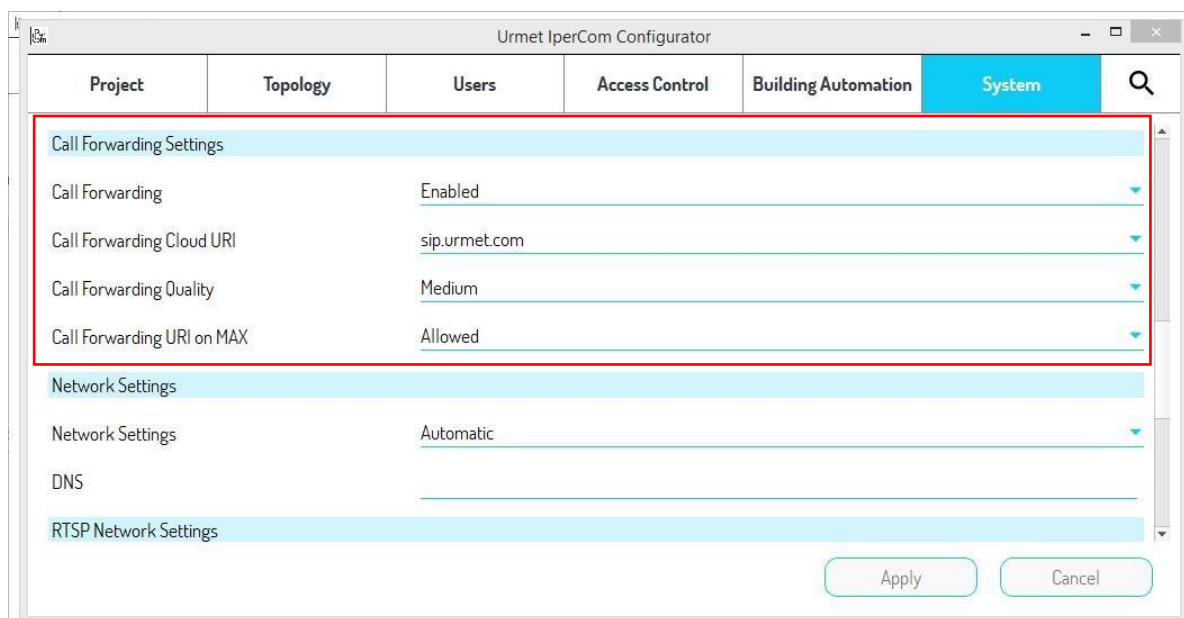 Urmet IperCom Configurator
Project Topology Users Access Control Building Automation System
Call Forwarding Settings
Call Forwarding Enabled
Call Forwarding Cloud URI sip.urmet.com
Call Forwarding Quality Medium
Call Forwarding URI on MAX Allowed
Network Settings
Network Settings Automatic
DNS
RTSP Network Settings
Apply Cancel